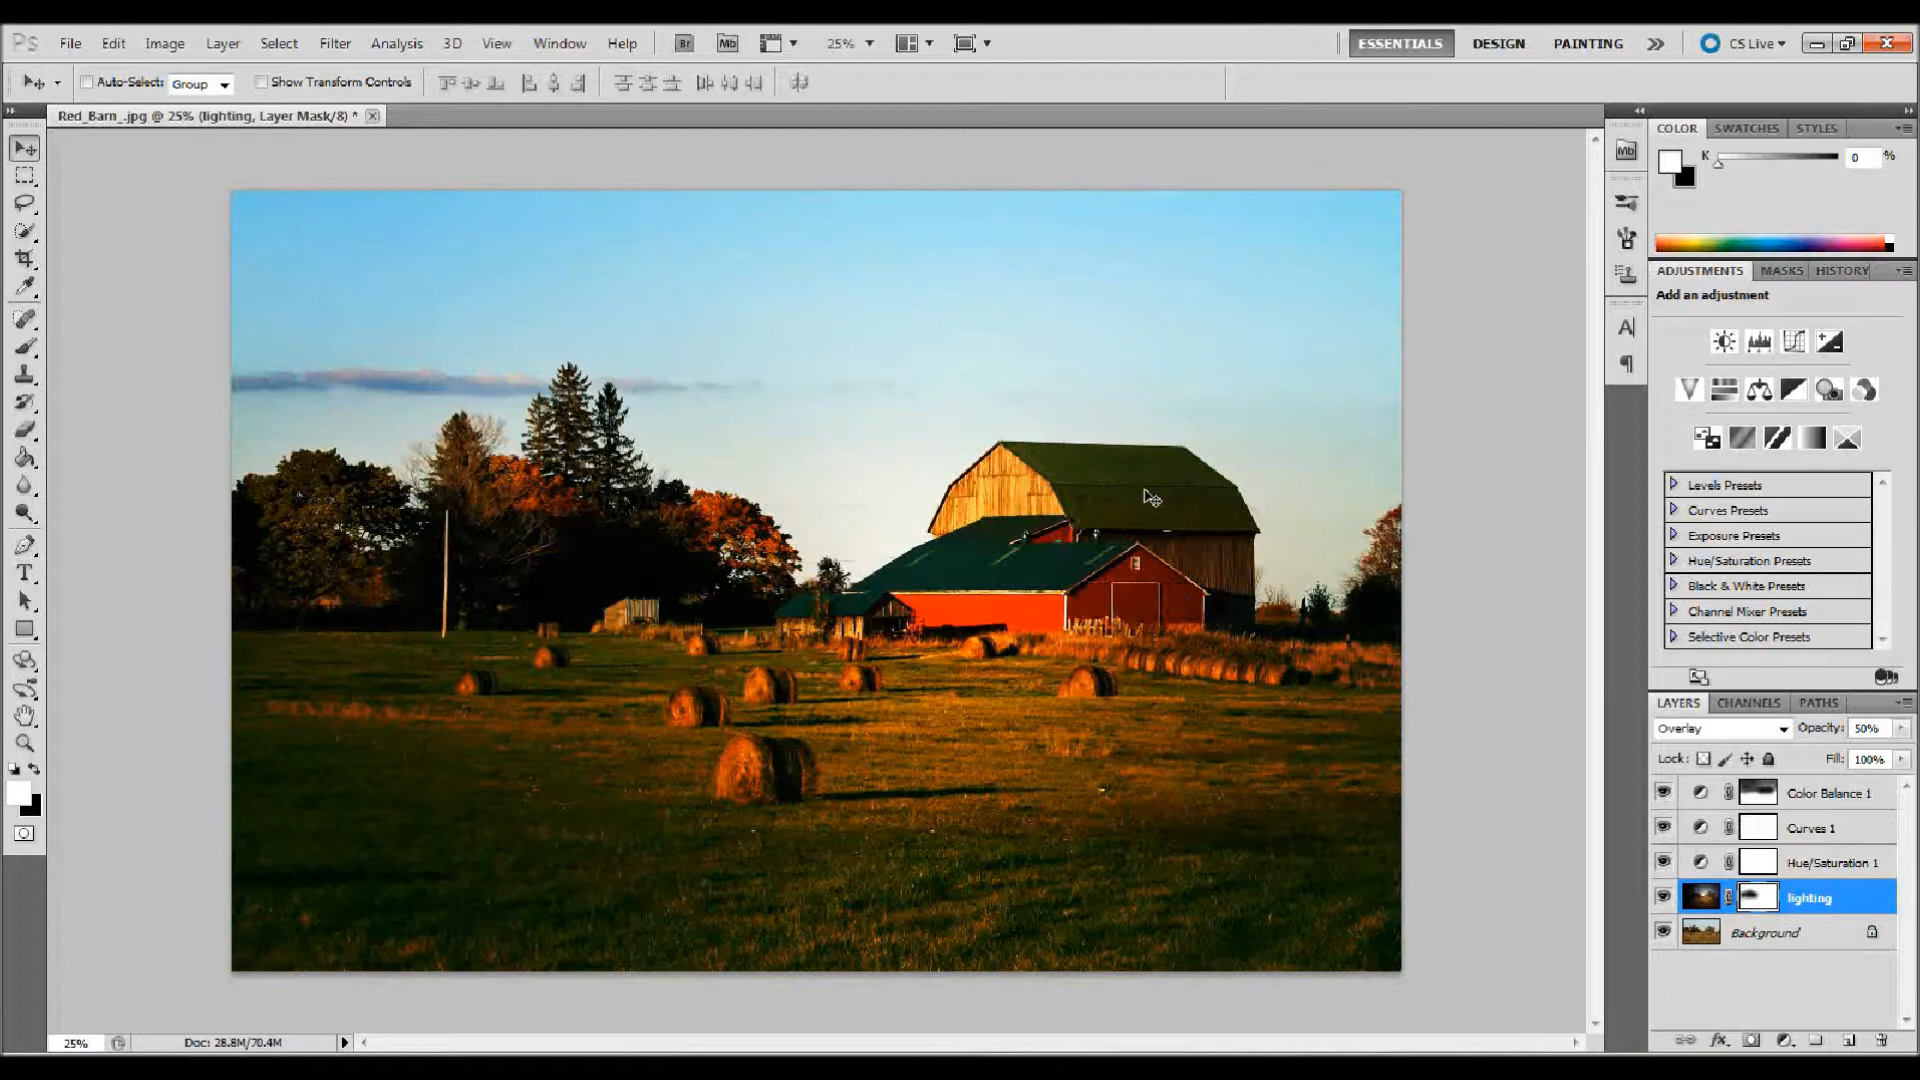 Ps File Edit Image Layer Select Filter Analysis 3D View Window Help Br Mb 25% ESSENTIALS DESIGN PAINTING CS Live
Auto-Select: Group Show Transform Controls
Red_Barn_.jpg @ 25% (lighting, Layer Mask/8) *
COLOR SWATCHES STYLES
Mb
K 0 %
ADJUSTMENTS MASKS HISTORY
Add an adjustment
A
T
Levels Presets
Curves Presets
Exposure Presets
Hue/Saturation Presets
Black & White Presets
Channel Mixer Presets
Selective Color Presets
LAYERS CHANNELS PATHS
Overlay Opacity: 50%
Lock: Fill: 100%
Color Balance 1
Curves 1
Hue/Saturation 1
lighting
Background
25% Doc: 28.8M/70.4M
fx